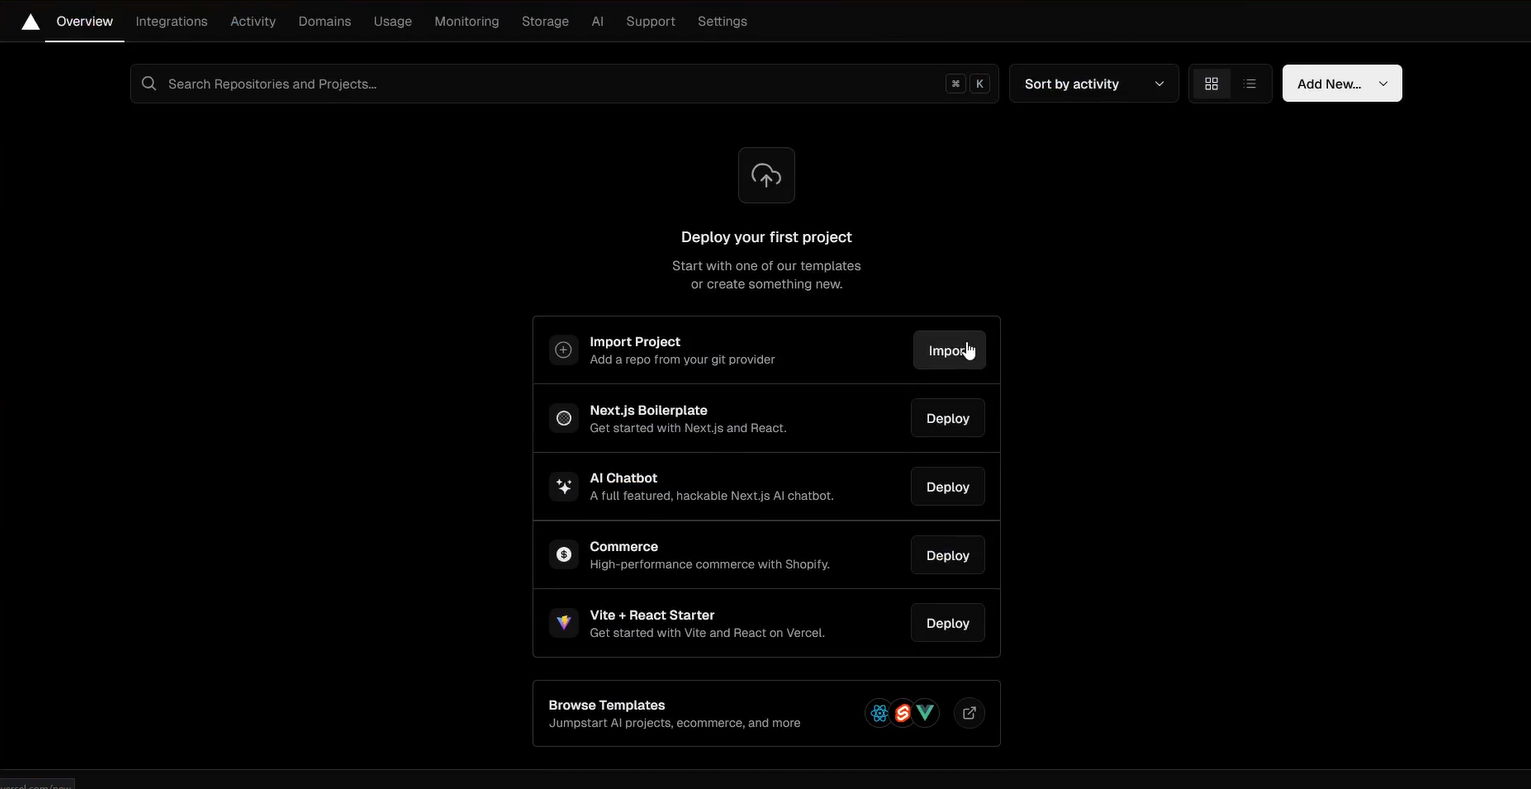 Overview Integrations Activity Domains Usage Monitoring Storage AI Support Settings
Search Repositories and Projects... ⌘ K Sort by activity Add New...
Deploy your first project
Start with one of our templates
or create something new.
Import Project
Add a repo from your git provider
Import
Next.js Boilerplate
Get started with Next.js and React.
Deploy
AI Chatbot
A full featured, hackable Next.js AI chatbot.
Deploy
Commerce
High-performance commerce with Shopify.
Deploy
Vite + React Starter
Get started with Vite and React on Vercel.
Deploy
Browse Templates
Jumpstart AI projects, ecommerce, and more